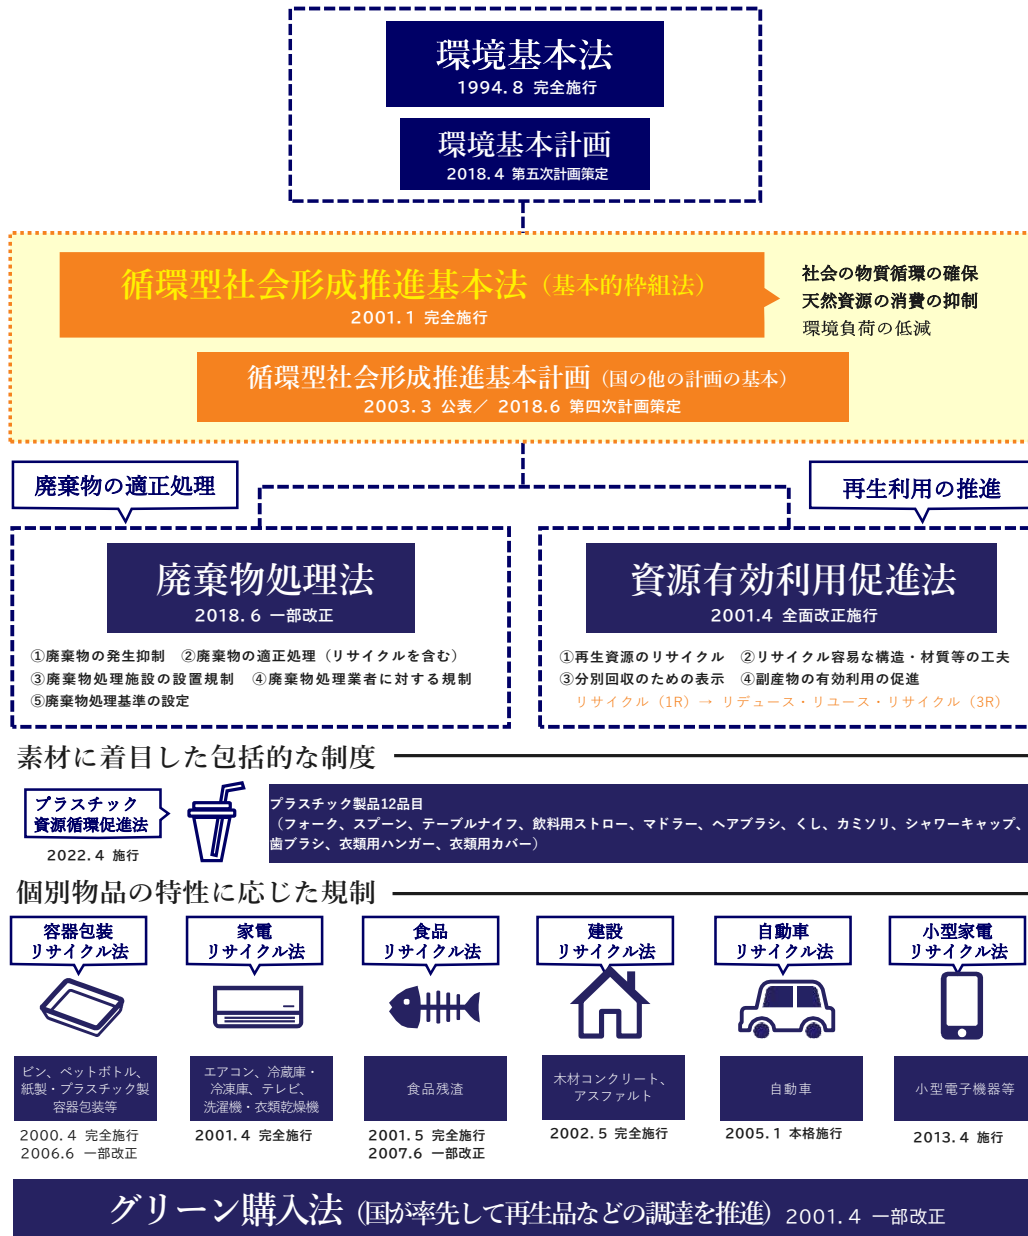 環境基本法
1994.8 完全施行
環境基本計画
2018.4 第五次計画策定
循環型社会形成推進基本法（基本的枠組法）
2001.1 完全施行
社会の物質循環の確保
天然資源の消費の抑制
環境負荷の低減
循環型社会形成推進基本計画（国の他の計画の基本）
2003.3 公表／ 2018.6 第四次計画策定
廃棄物の適正処理
再生利用の推進
廃棄物処理法
2018.6 一部改正
①廃棄物の発生抑制　②廃棄物の適正処理（リサイクルを含む）
③廃棄物処理施設の設置規制　④廃棄物処理業者に対する規制
⑤廃棄物処理基準の設定
資源有効利用促進法
2001.4 全面改正施行
①再生資源のリサイクル　②リサイクル容易な構造・材質等の工夫
③分別回収のための表示　④副産物の有効利用の促進
リサイクル（1R）→ リデュース・リユース・リサイクル（3R）
素材に着目した包括的な制度
プラスチック
資源循環促進法
2022.4 施行
プラスチック製品12品目
（フォーク、スプーン、テーブルナイフ、飲料用ストロー、マドラー、ヘアブラシ、くし、カミソリ、シャワーキャップ、
歯ブラシ、衣類用ハンガー、衣類用カバー）
個別物品の特性に応じた規制
容器包装
リサイクル法
ビン、ペットボトル、
紙製・プラスチック製
容器包装等
2000.4 完全施行
2006.6 一部改正
家電
リサイクル法
エアコン、冷蔵庫・
冷凍庫、テレビ、
洗濯機・衣類乾燥機
2001.4 完全施行
食品
リサイクル法
食品残渣
2001.5 完全施行
2007.6 一部改正
建設
リサイクル法
木材コンクリート、
アスファルト
2002.5 完全施行
自動車
リサイクル法
自動車
2005.1 本格施行
小型家電
リサイクル法
小型電子機器等
2013.4 施行
グリーン購入法（国が率先して再生品などの調達を推進）2001.4 一部改正